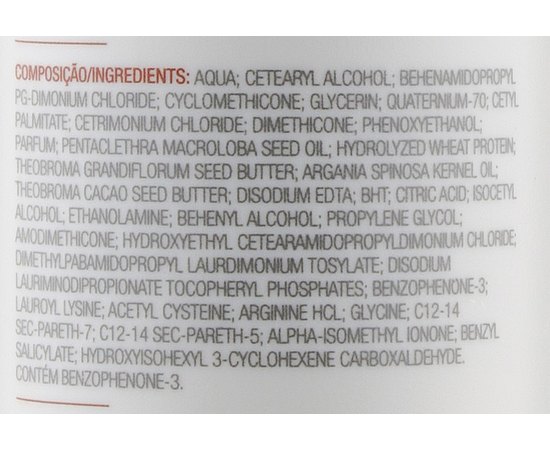 COMPOSIÇÃO/INGREDIENTS: AQUA; CETEARYL ALCOHOL; BEHENAMIDOPROPYL
PG-DIMONIUM CHLORIDE; CYCLOMETHICONE; GLYCERIN; QUATERNIUM-70; CETYL
PALMITATE; CETRIMONIUM CHLORIDE; DIMETHICONE; PHENOXYETHANOL;
PARFUM; PENTACLETHRA MACROLOBA SEED OIL; HYDROLYZED WHEAT PROTEIN;
THEOBROMA GRANDIFLORUM SEED BUTTER; ARGANIA SPINOSA KERNEL OIL;
THEOBROMA CACAO SEED BUTTER; DISODIUM EDTA; BHT; CITRIC ACID; ISOCETYL
ALCOHOL; ETHANOLAMINE; BEHENYL ALCOHOL; PROPYLENE GLYCOL;
AMODIMETHICONE; HYDROXYETHYL CETEARAMIDOPROPYLDIMONIUM CHLORIDE;
DIMETHYLPABAMIDOPROPYL LAURDIMONIUM TOSYLATE; DISODIUM
LAURIMINODIPROPIONATE TOCOPHERYL PHOSPHATES; BENZOPHENONE-3;
LAUROYL LYSINE; ACETYL CYSTEINE; ARGININE HCL; GLYCINE; C12-14
SEC-PARETH-7; C12-14 SEC-PARETH-5; ALPHA-ISOMETHYL IONONE; BENZYL
SALICYLATE; HYDROXYISOHEXYL 3-CYCLOHEXENE CARBOXALDEHYDE.
CONTÉM BENZOPHENONE-3.